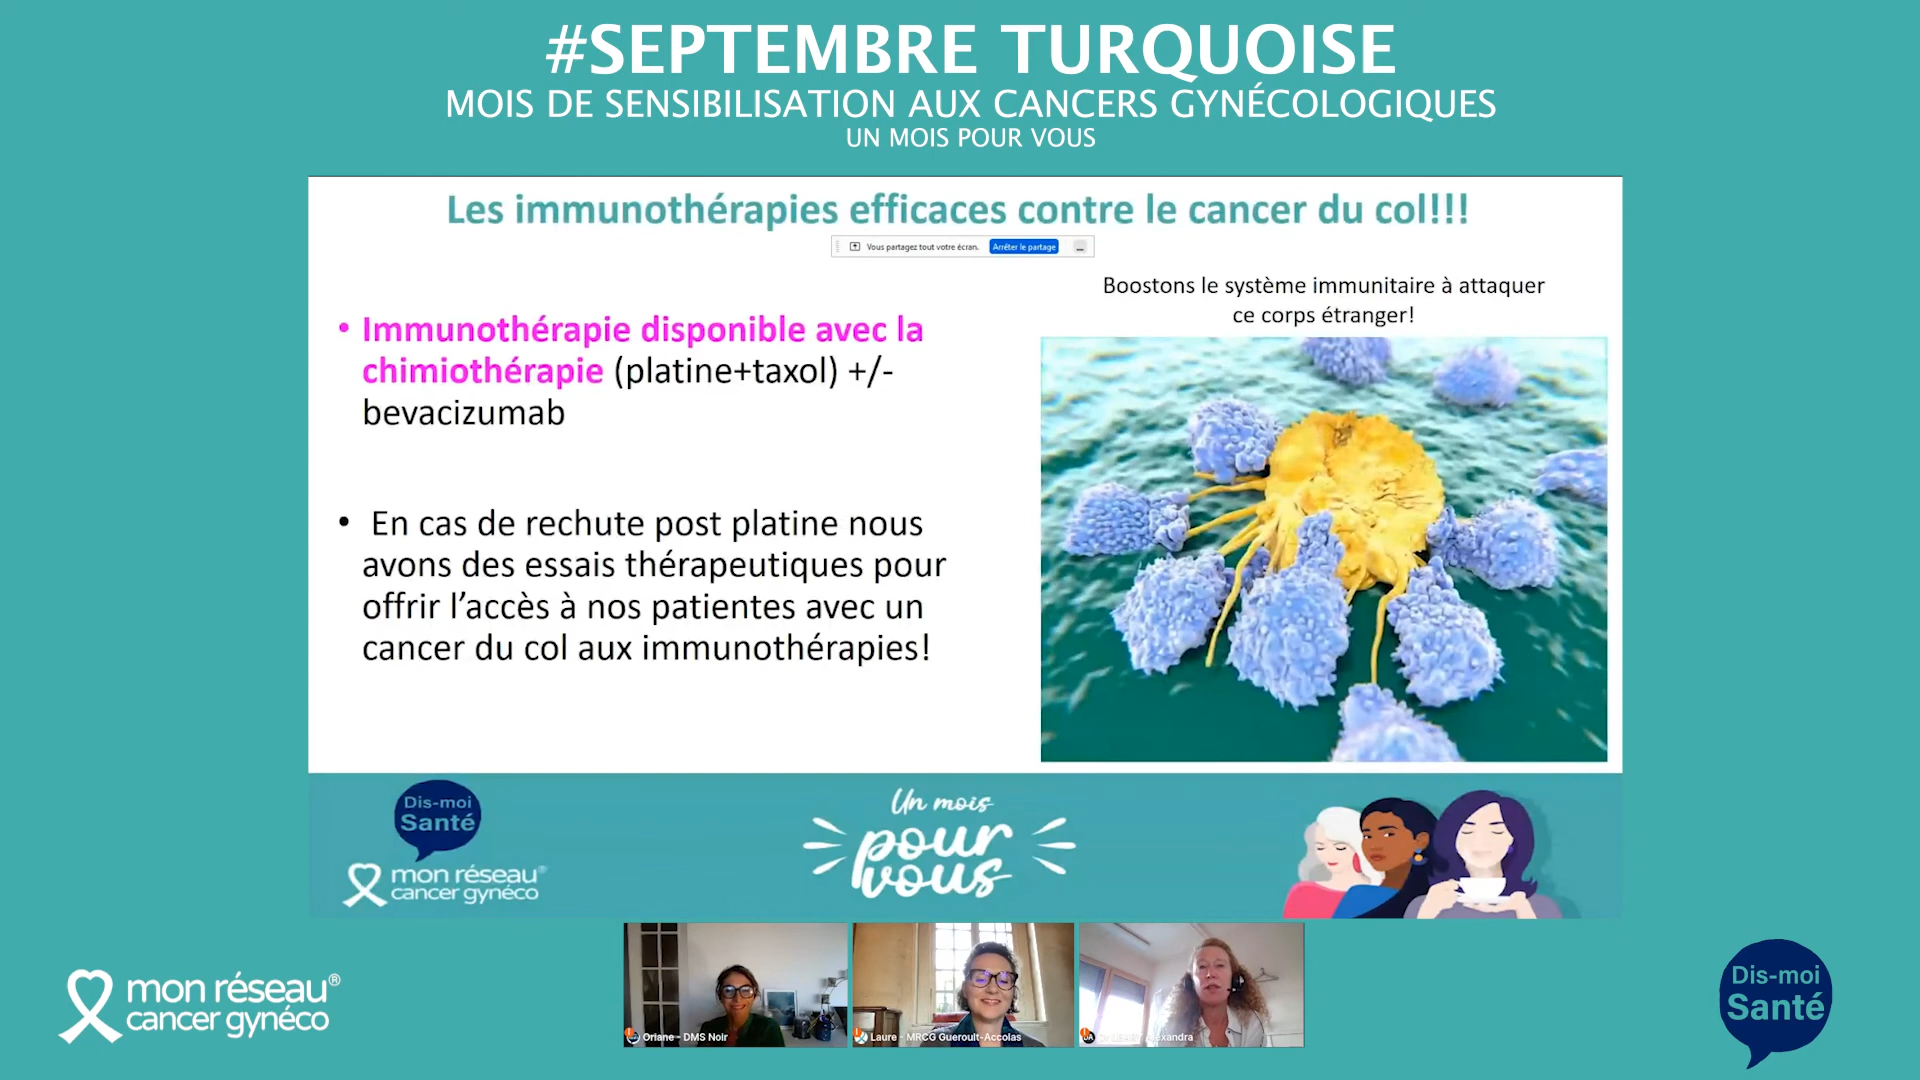 #SEPTEMBRE TURQUOISE
MOIS DE SENSIBILISATION AUX CANCERS GYNÉCOLOGIQUES
UN MOIS POUR VOUS
Les immunothérapies efficaces contre le cancer du col!!!
Vous partagez tout votre écran. Arrêter le partage
Boostons le système immunitaire à attaquer
ce corps étranger!
• Immunothérapie disponible avec la
chimiothérapie (platine+taxol) +/-
bevacizumab
• En cas de rechute post platine nous
avons des essais thérapeutiques pour
offrir l’accès à nos patientes avec un
cancer du col aux immunothérapies!
Dis-moi
Santé
mon réseau®
cancer gynéco
Un mois
pour
vous
Oriane - DMS Noir
Laure - MRCG Gueroult-Accolas
mon réseau®
cancer gynéco
Dis-moi
Santé